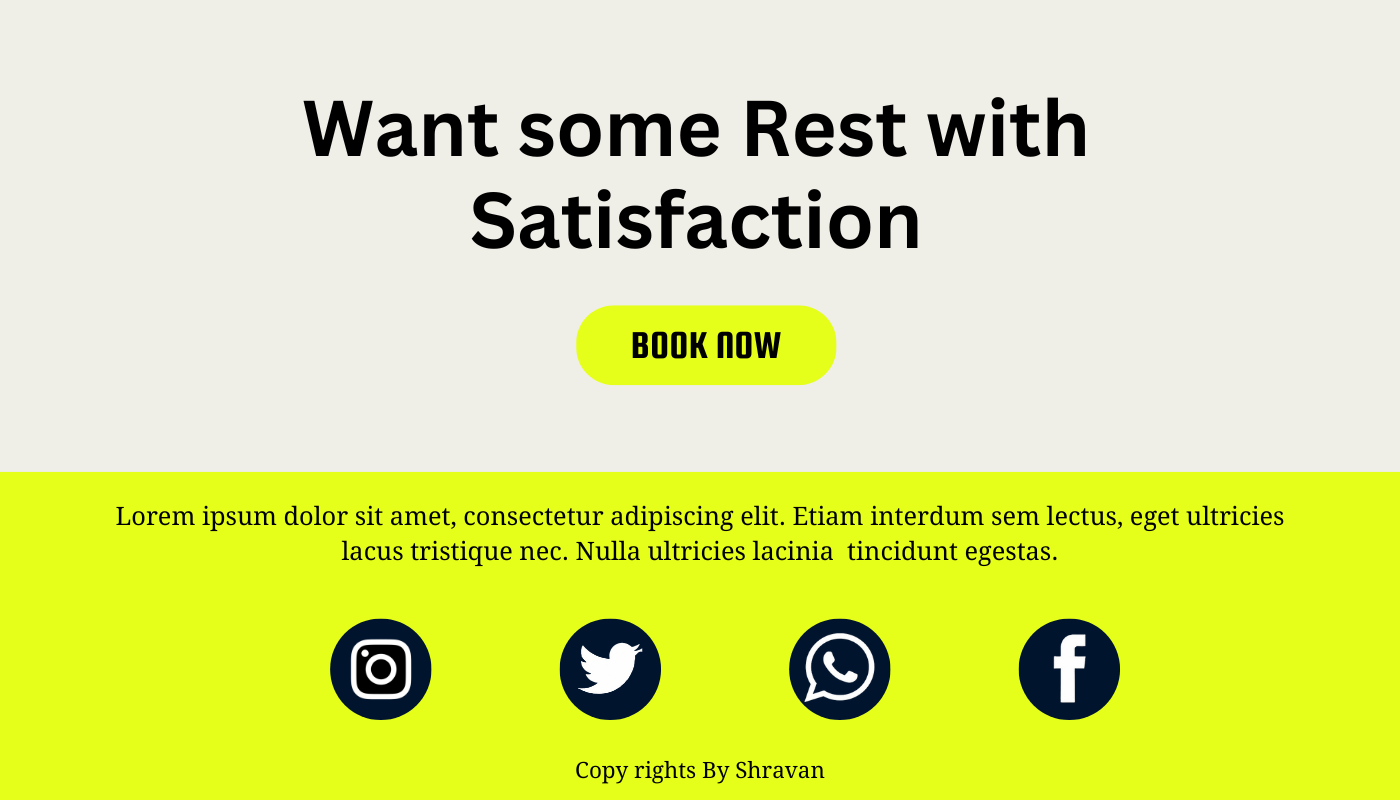 Want some Rest with
Satisfaction
BOOK NOW
Lorem ipsum dolor sit amet, consectetur adipiscing elit. Etiam interdum sem lectus, eget ultricies
lacus tristique nec. Nulla ultricies lacinia  tincidunt egestas.
Copy rights By Shravan